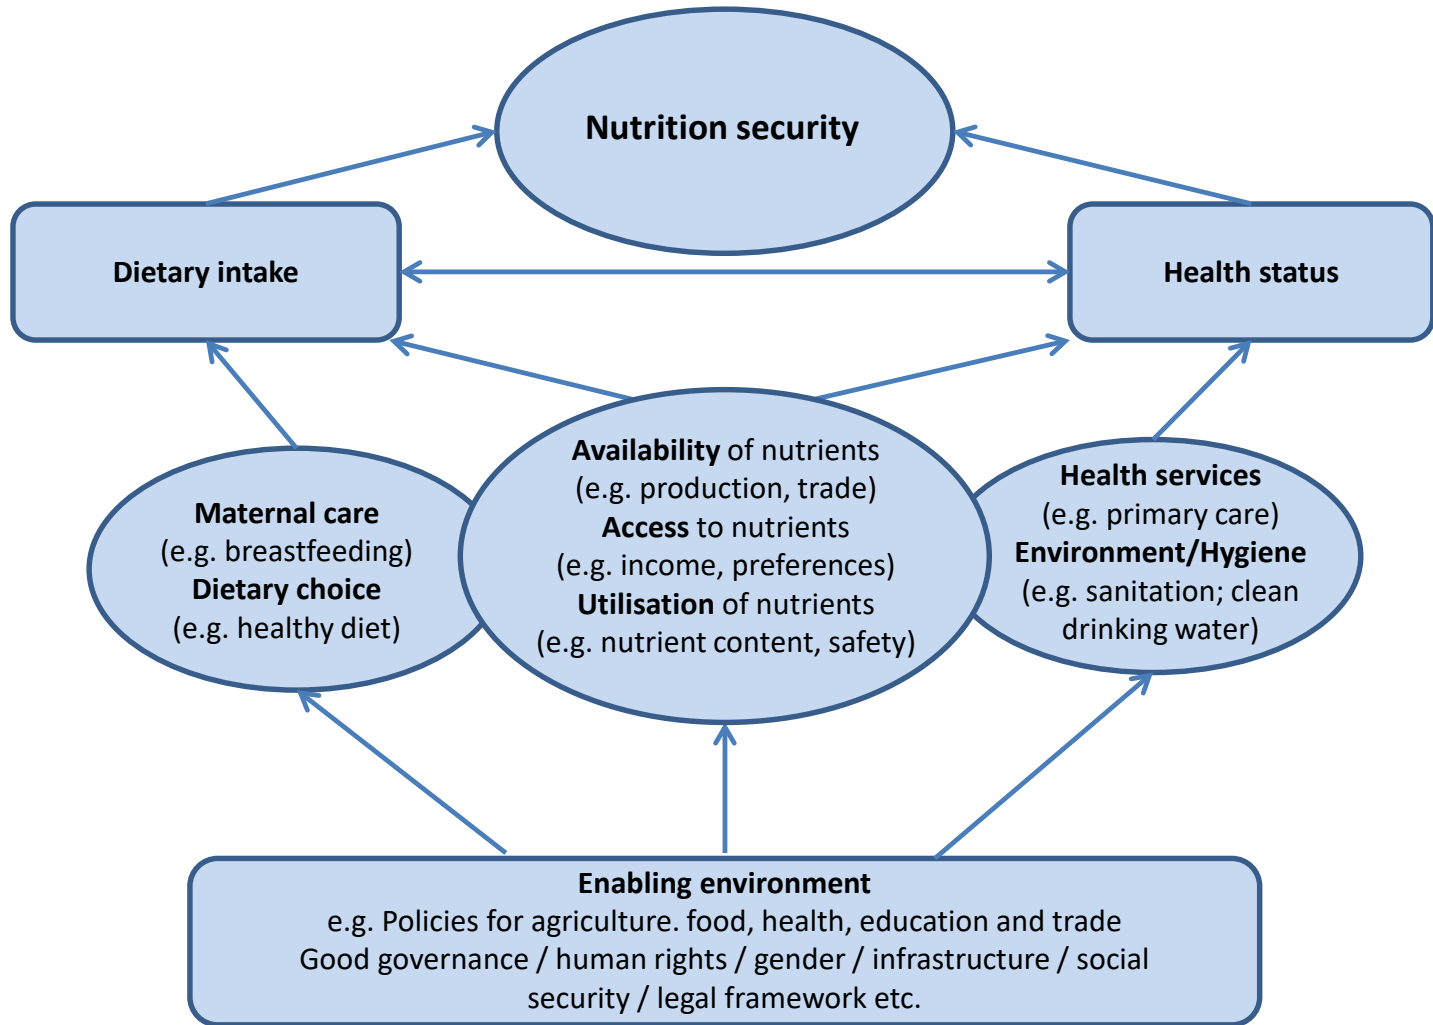 Nutrition security
Dietary intake
Health status
Maternal care
(e.g. breastfeeding)
Dietary choice
(e.g. healthy diet)
Availability of nutrients
(e.g. production, trade)
Access to nutrients
(e.g. income, preferences)
Utilisation of nutrients
(e.g. nutrient content, safety)
Health services
(e.g. primary care)
Environment/Hygiene
(e.g. sanitation; clean
drinking water)
Enabling environment
e.g. Policies for agriculture. food, health, education and trade
Good governance / human rights / gender / infrastructure / social
security / legal framework etc.